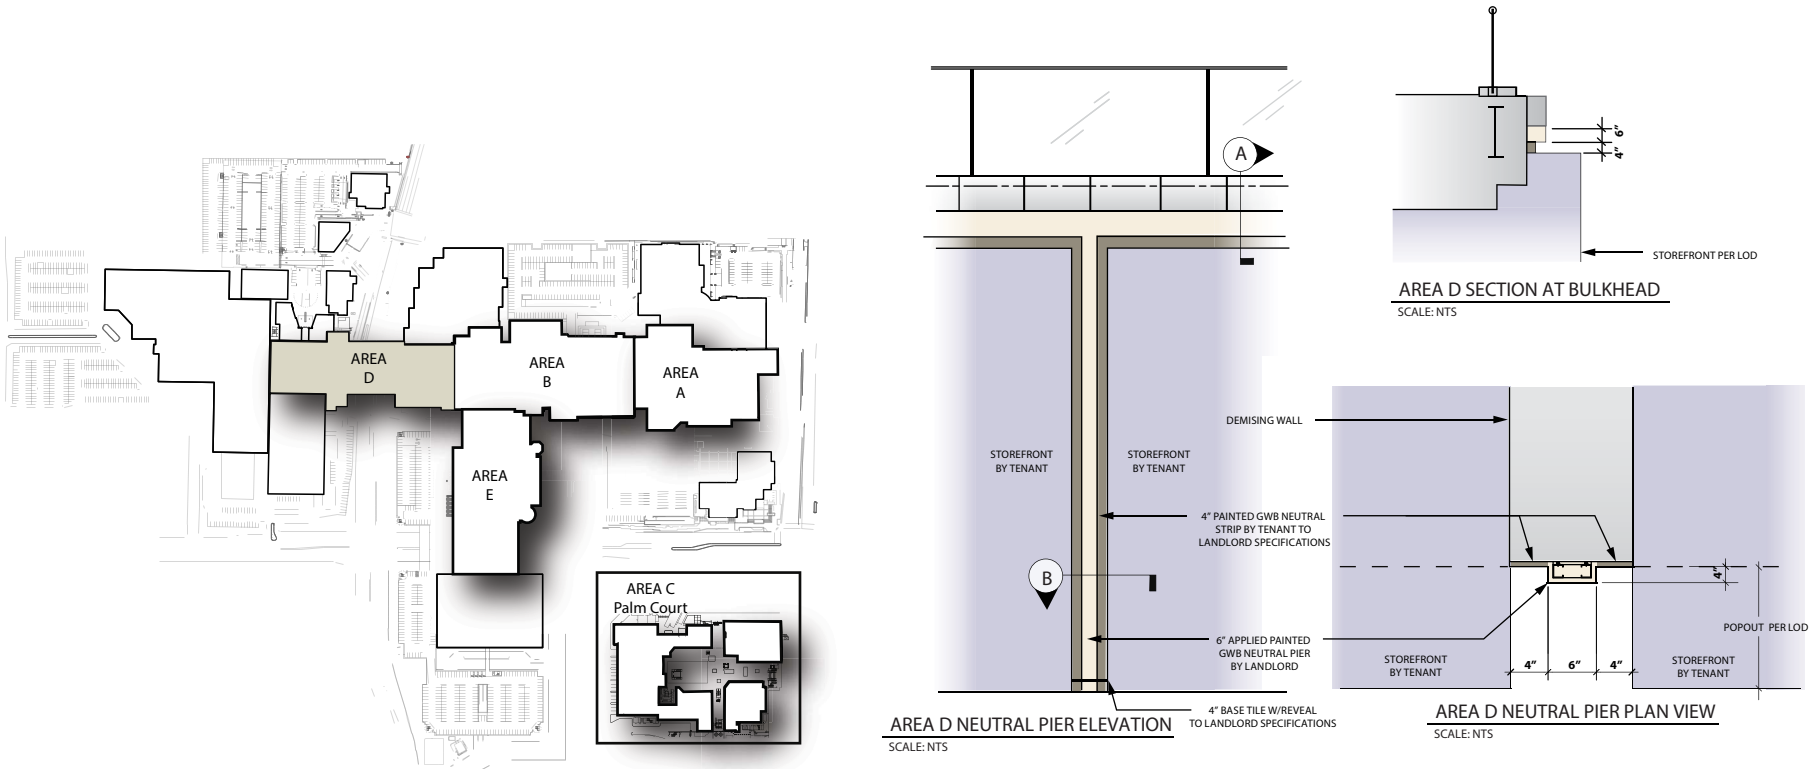 AREA
D
AREA
B
AREA
A
AREA
E
AREA C
Palm Court
A
B
STOREFRONT
BY TENANT
STOREFRONT
BY TENANT
4" PAINTED GWB NEUTRAL
STRIP BY TENANT TO
LANDLORD SPECIFICATIONS
6" APPLIED PAINTED
GWB NEUTRAL PIER
BY LANDLORD
4" BASE TILE W/REVEAL
TO LANDLORD SPECIFICATIONS
AREA D NEUTRAL PIER ELEVATION
SCALE: NTS
6"
4"
STOREFRONT PER LOD
AREA D SECTION AT BULKHEAD
SCALE: NTS
DEMISING WALL
4"
POPOUT PER LOD
STOREFRONT
BY TENANT
4" 6" 4"
STOREFRONT
BY TENANT
AREA D NEUTRAL PIER PLAN VIEW
SCALE: NTS